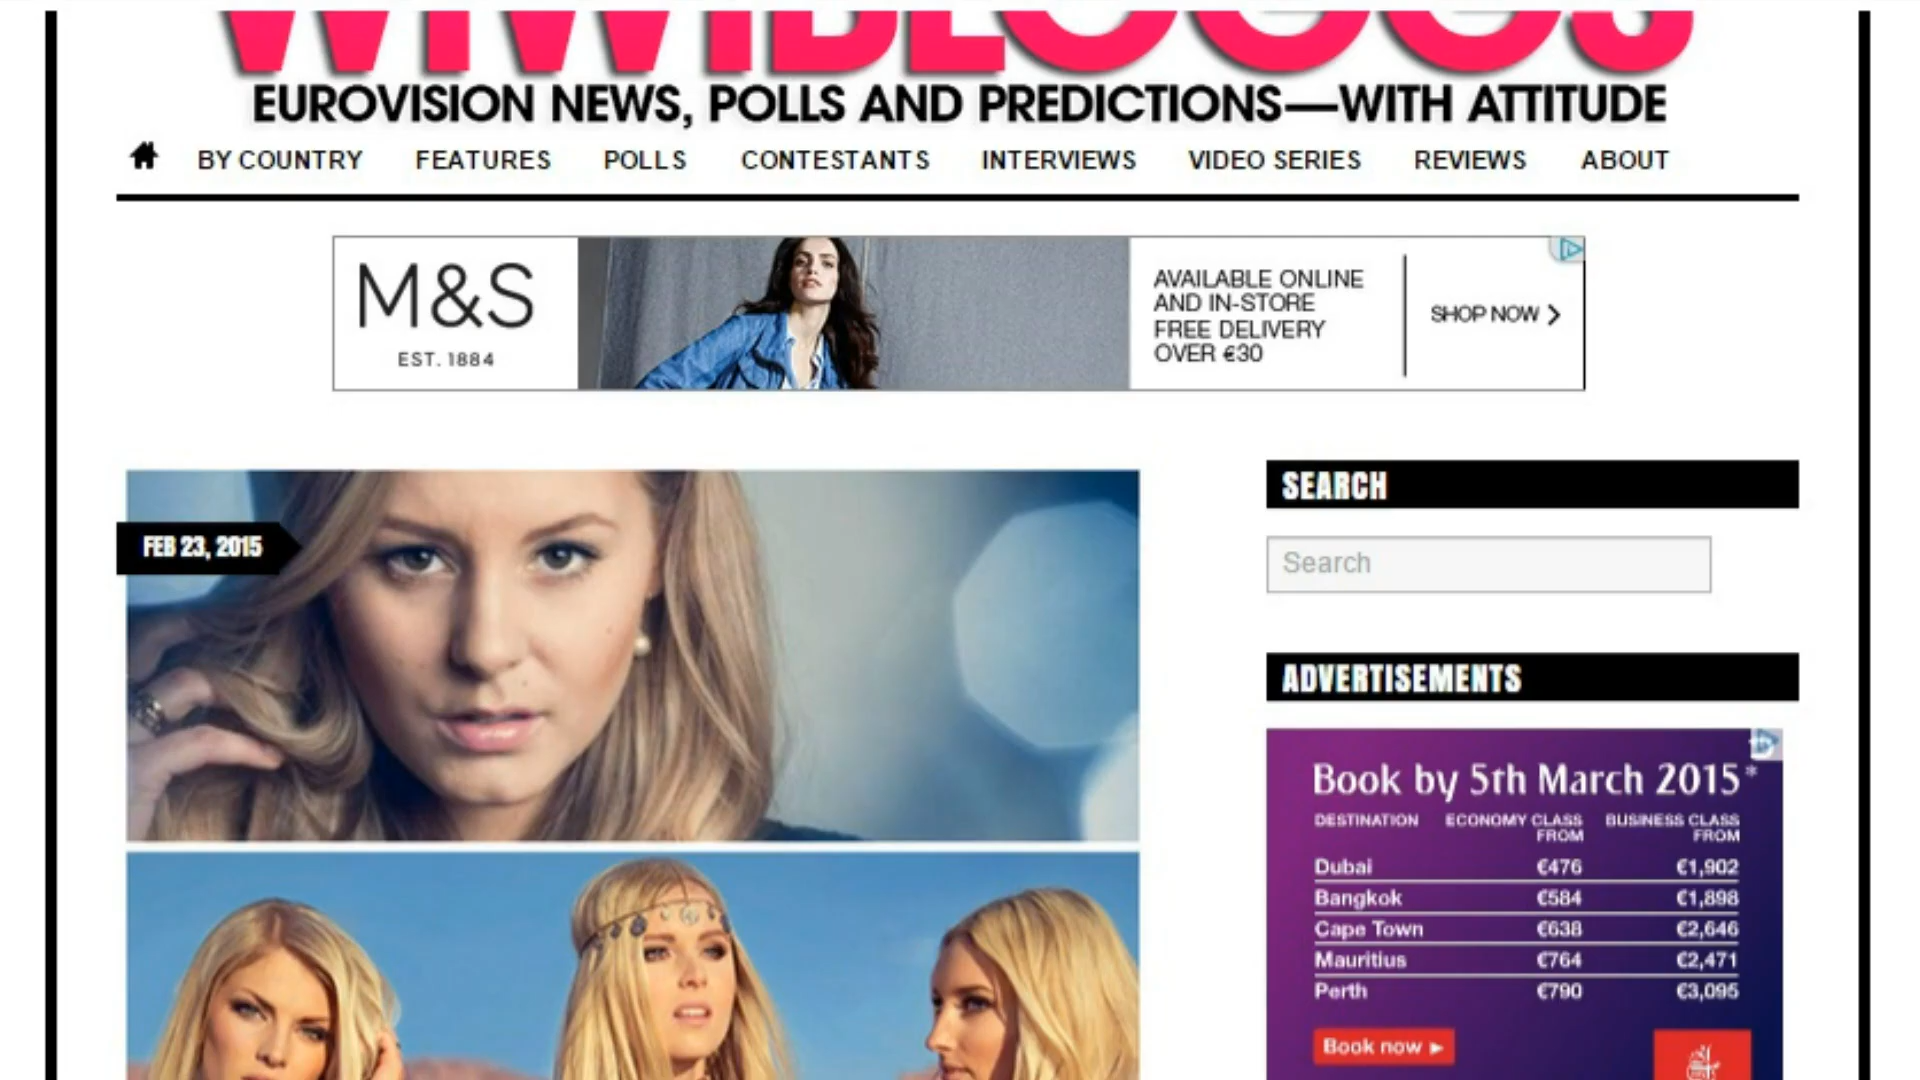 WIWIBLOGGS
EUROVISION NEWS, POLLS AND PREDICTIONS—WITH ATTITUDE
BY COUNTRY FEATURES POLLS CONTESTANTS INTERVIEWS VIDEO SERIES REVIEWS ABOUT
M&S
EST. 1884
AVAILABLE ONLINE
AND IN-STORE
FREE DELIVERY
OVER €30
SHOP NOW
FEB 23, 2015
SEARCH
Search
ADVERTISEMENTS
Book by 5th March 2015*
DESTINATION ECONOMY CLASS FROM BUSINESS CLASS FROM
Dubai €476 €1,902
Bangkok €584 €1,898
Cape Town €638 €2,646
Mauritius €764 €2,471
Perth €790 €3,095
Book now